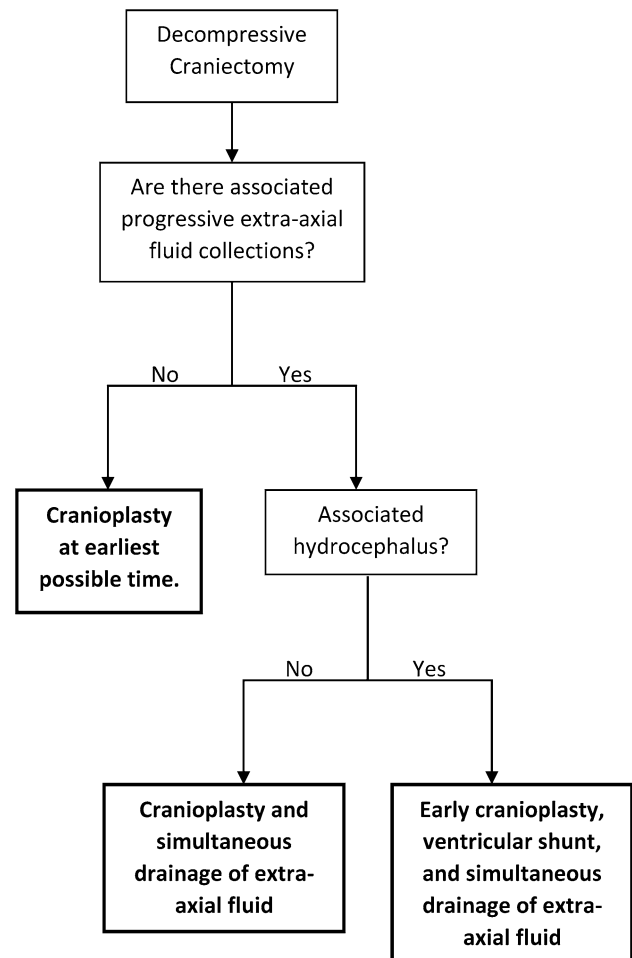 Decompressive
Craniectomy
Are there associated
progressive extra-axial
fluid collections?
No
Yes
Cranioplasty
at earliest
possible time.
Associated
hydrocephalus?
No
Yes
Cranioplasty and
simultaneous
drainage of extra-
axial fluid
Early cranioplasty,
ventricular shunt,
and simultaneous
drainage of extra-
axial fluid